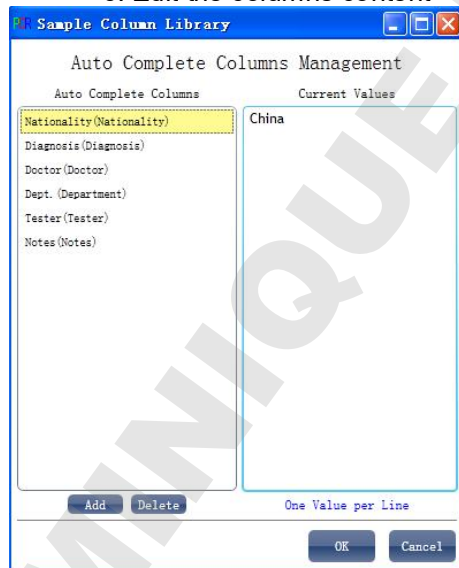 Sample Column Library
Auto Complete Columns Management
Auto Complete Columns
Current Values
Nationality(Nationality)
China
Diagnosis(Diagnosis)
Doctor(Doctor)
Dept. (Department)
Tester(Tester)
Notes(Notes)
Add
Delete
One Value per Line
OK
Cancel
MINIQUE